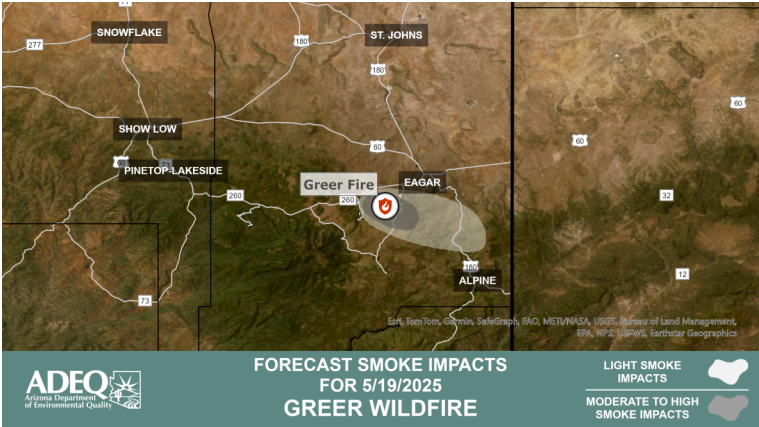 77
SNOWFLAKE
277
180
ST. JOHNS
180
60
60
SHOW LOW
60
60
73
PINETOP-LAKESIDE
EAGAR
Greer Fire
260
260
32
180
ALPINE
12
73
Esri, TomTom, Garmin, SafeGraph, FAO, METI/NASA, USGS, Bureau of Land Management,
EPA, NPS, USFWS, Earthstar Geographics
ADEQ
Arizona Department
of Environmental Quality
FORECAST SMOKE IMPACTS
FOR 5/19/2025
GREER WILDFIRE
LIGHT SMOKE
IMPACTS
MODERATE TO HIGH
SMOKE IMPACTS